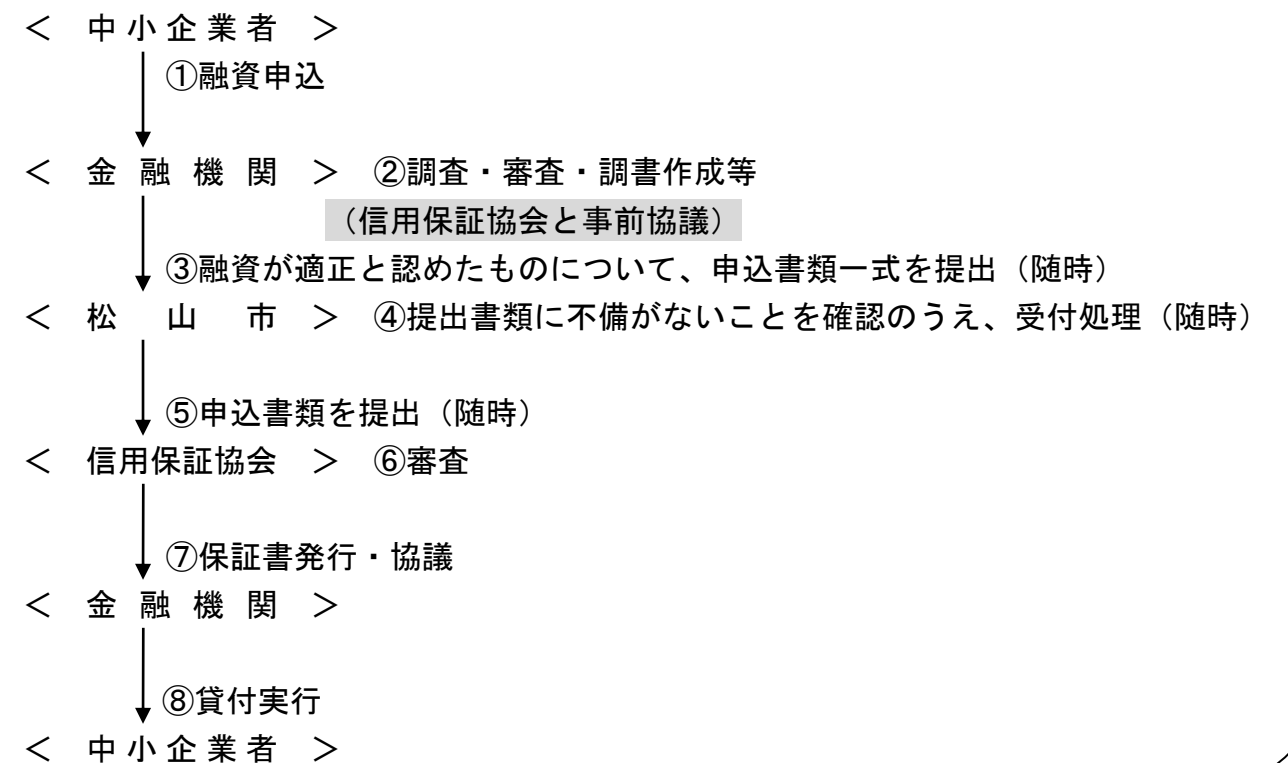 ＜　中 小 企 業 者　＞
①融資申込
＜　金　融　機　関　＞　②調査・審査・調書作成等
（信用保証協会と事前協議）
③融資が適正と認めたものについて、申込書類一式を提出（随時）
＜　松　山　市　＞　④提出書類に不備がないことを確認のうえ、受付処理（随時）
⑤申込書類を提出（随時）
＜　信用保証協会　＞　⑥審査
⑦保証書発行・協議
＜　金　融　機　関　＞
⑧貸付実行
＜　中 小 企 業 者　＞